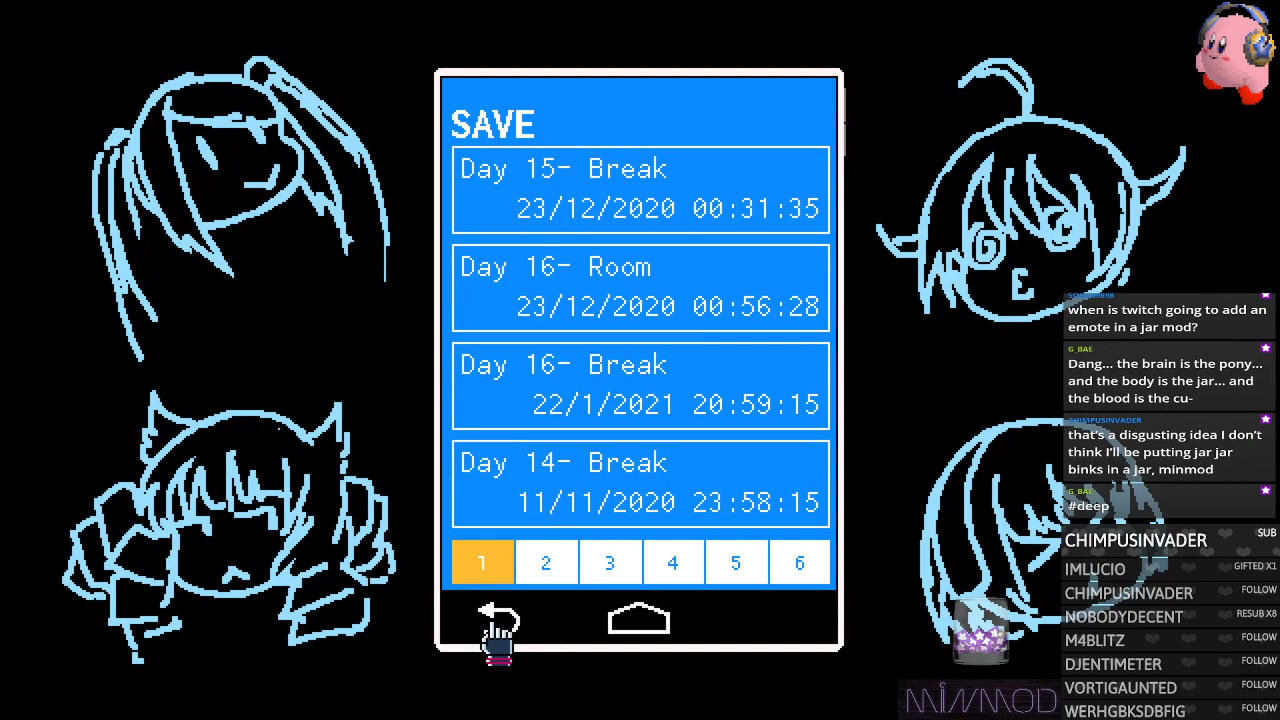 SAVE
Day 15- Break
23/12/2020 00:31:35
Day 16- Room
23/12/2020 00:56:28
Day 16- Break
22/1/2021 20:59:15
Day 14- Break
11/11/2020 23:58:15
1 2 3 4 5 6
when is twitch going to add an
emote in a jar mod?
G_BAE
Dang... the brain is the pony...
and the body is the jar... and
the blood is the cu-
CHIMPUSINVADER
that's a disgusting idea I don't
think I'll be putting jar jar
binks in a jar, minmod
G_BAE
#deep
CHIMPUSINVADER SUB
IMLUCIO GIFTED X1
CHIMPUSINVADER FOLLOW
NOBODYDECENT RESUB X8
M4BLITZ FOLLOW
DJENTIMETER FOLLOW
VORTIGAUNTED FOLLOW
WERHGBKSDBFIG FOLLOW
MINMOD